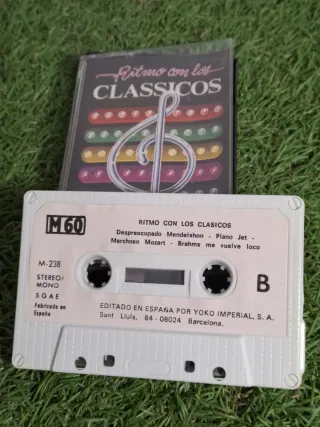 Ritmo con los
CLASSICOS
M 60
RITMO CON LOS CLASICOS
Despreocupado Mendelshon - Piano Jet -
Marchoso Mozart - Brahms me vuelve loco
M-238
STEREO/
MONO
SGAE
Fabricado en
España
B
EDITADO EN ESPAÑA POR YOKO IMPERIAL, S. A.
Sant Lluís, 84 - 08024 Barcelona.